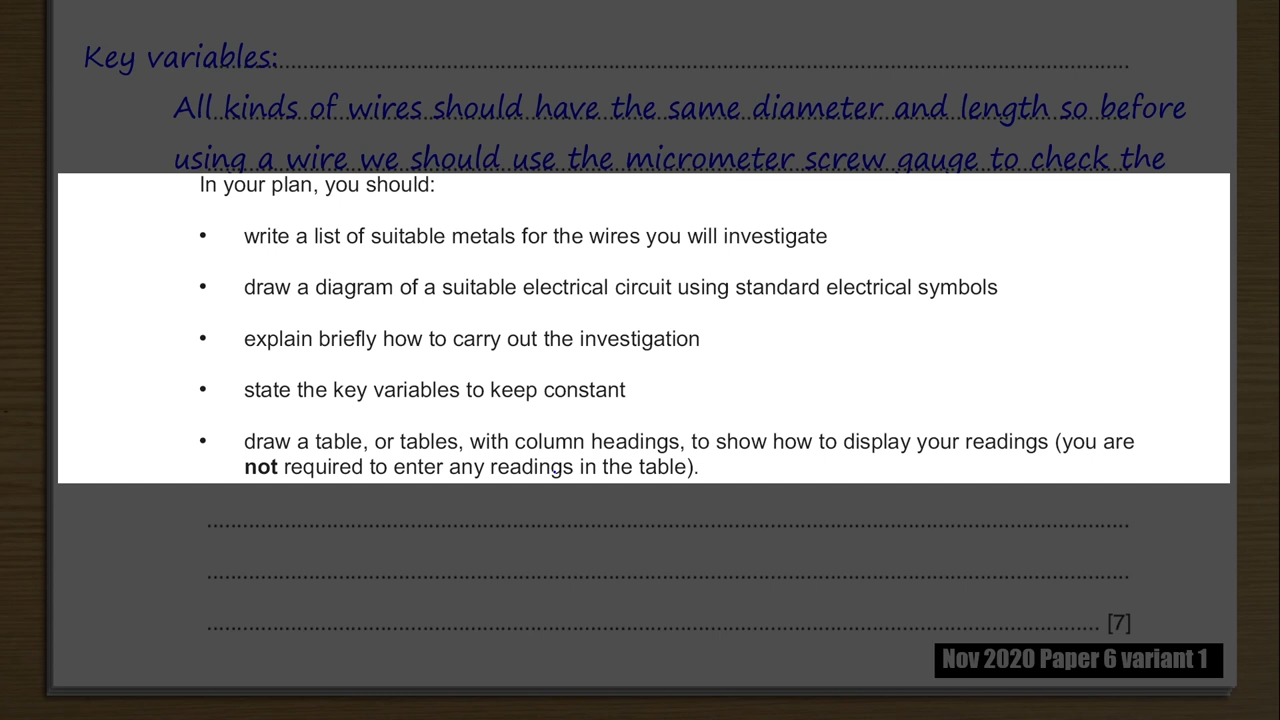 Key variables:
All kinds of wires should have the same diameter and length so before
using a wire we should use the micrometer screw gauge to check the
In your plan, you should:
• write a list of suitable metals for the wires you will investigate
• draw a diagram of a suitable electrical circuit using standard electrical symbols
• explain briefly how to carry out the investigation
• state the key variables to keep constant
• draw a table, or tables, with column headings, to show how to display your readings (you are
not required to enter any readings in the table).
[7]
Nov 2020 Paper 6 variant 1